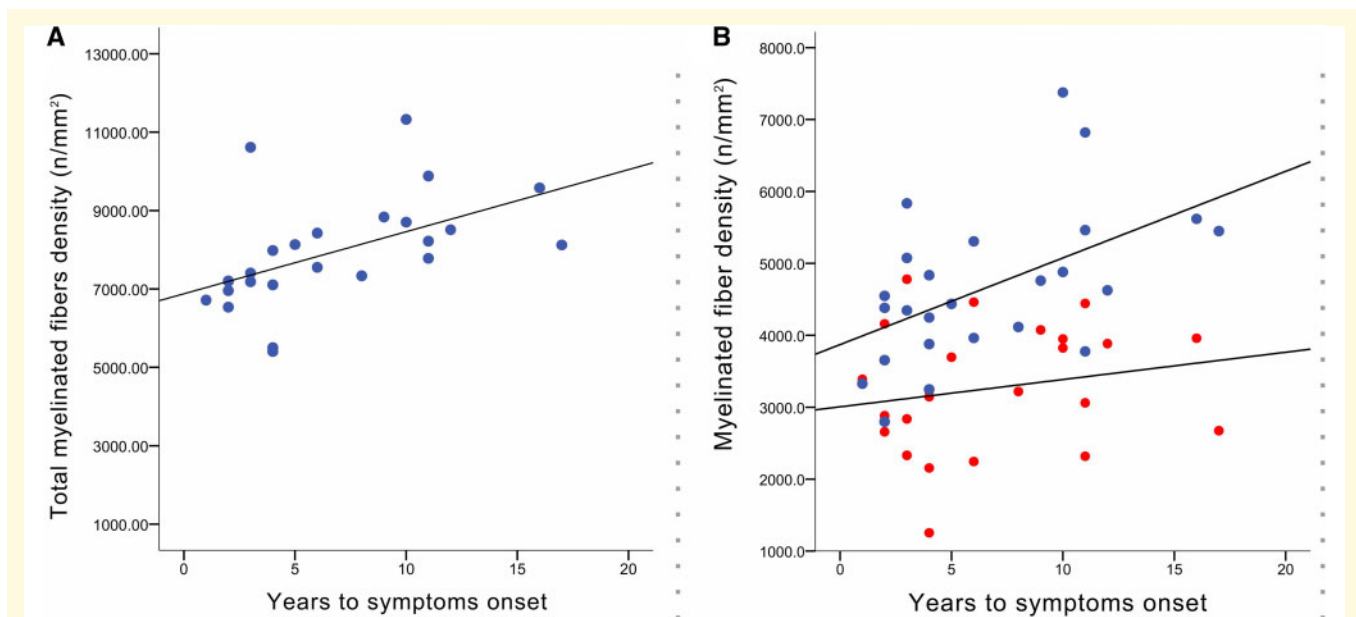 A
Total myelinated fibers density (n/mm²)
13000.00
11000.00
9000.00
7000.00
5000.00
3000.00
1000.00
0 5 10 15 20
Years to symptoms onset
B
Myelinated fiber density (n/mm²)
8000.0
7000.0
6000.0
5000.0
4000.0
3000.0
2000.0
1000.0
0 5 10 15 20
Years to symptoms onset